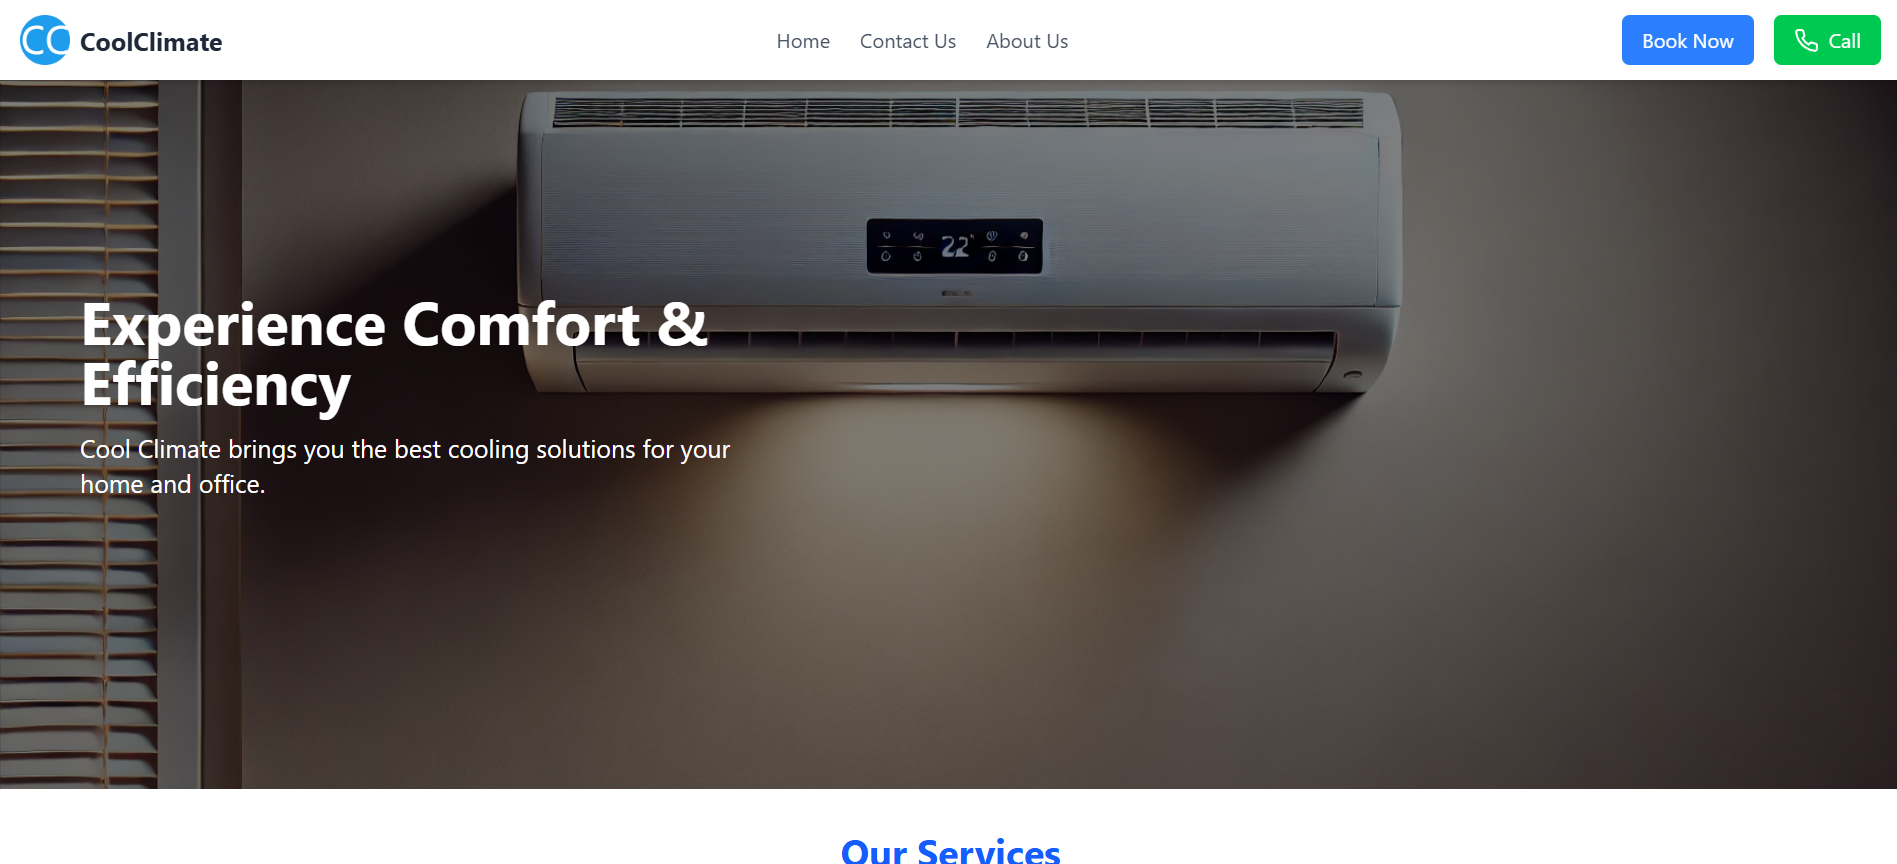 CC CoolClimate
Home Contact Us About Us
Book Now Call
22°
Experience Comfort &
Efficiency
Cool Climate brings you the best cooling solutions for your
home and office.
Our Services